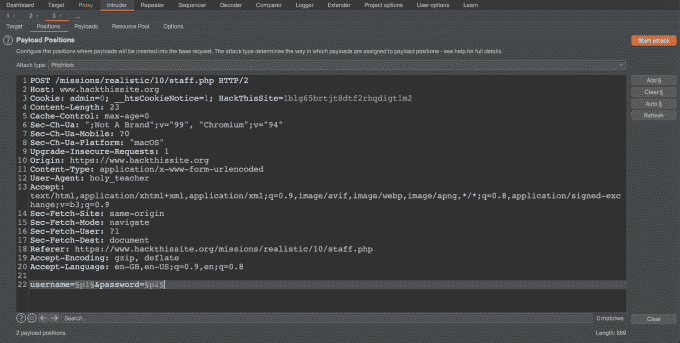 Dashboard Target Proxy Intruder Repeater Sequencer Decoder Comparer Logger Extender Project options User options Learn
1 × 2 × 3 × ...
Target Positions Payloads Resource Pool Options
? Payload Positions Start attack
Configure the positions where payloads will be inserted into the base request. The attack type determines the way in which payloads are assigned to payload positions - see help for full details.
Attack type: Pitchfork
1 POST /missions/realistic/10/staff.php HTTP/2 Add §
2 Host: www.hackthissite.org Clear §
3 Cookie: admin=0; __htsCookieNotice=1; HackThisSite=1blg65brtjt8dtf2rhqdigtlm2
4 Content-Length: 23 Auto §
5 Cache-Control: max-age=0 Refresh
6 Sec-Ch-Ua: ";Not A Brand";v="99", "Chromium";v="94"
7 Sec-Ch-Ua-Mobile: ?0
8 Sec-Ch-Ua-Platform: "macOS"
9 Upgrade-Insecure-Requests: 1
10 Origin: https://www.hackthissite.org
11 Content-Type: application/x-www-form-urlencoded
12 User-Agent: holy_teacher
13 Accept:
text/html,application/xhtml+xml,application/xml;q=0.9,image/avif,image/webp,image/apng,*/*;q=0.8,application/signed-exc
hange;v=b3;q=0.9
14 Sec-Fetch-Site: same-origin
15 Sec-Fetch-Mode: navigate
16 Sec-Fetch-User: ?1
17 Sec-Fetch-Dest: document
18 Referer: https://www.hackthissite.org/missions/realistic/10/staff.php
19 Accept-Encoding: gzip, deflate
20 Accept-Language: en-GB,en-US;q=0.9,en;q=0.8
21
22 username=§p1§&password=§p2§
? Search... 0 matches Clear
2 payload positions Length: 889